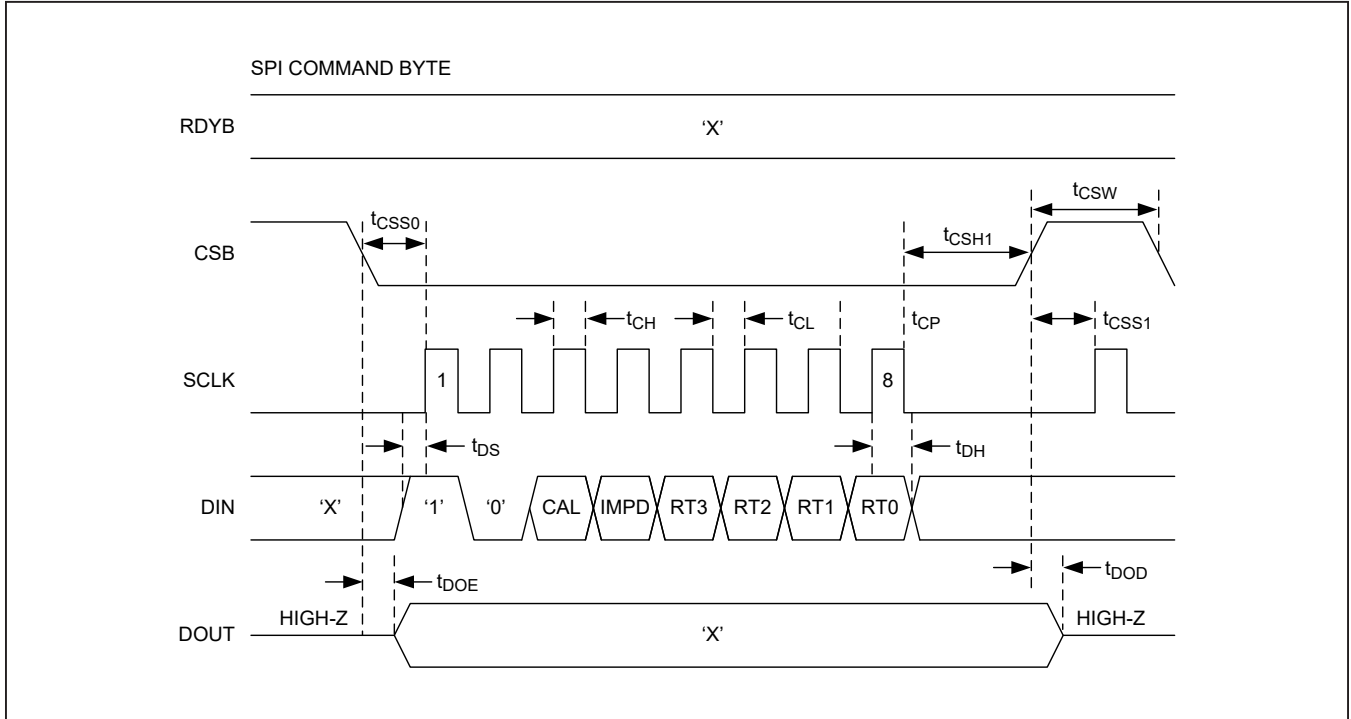 SPI COMMAND BYTE
RDYB
‘X’
tCSW
tCSS0
tCSH1
CSB
tCH
tCL
tCP
tCSS1
SCLK
1
8
tDS
tDH
DIN
‘X’
‘1’
‘0’
CAL
IMPD
RT3
RT2
RT1
RT0
tDOE
tDOD
HIGH-Z
HIGH-Z
DOUT
‘X’